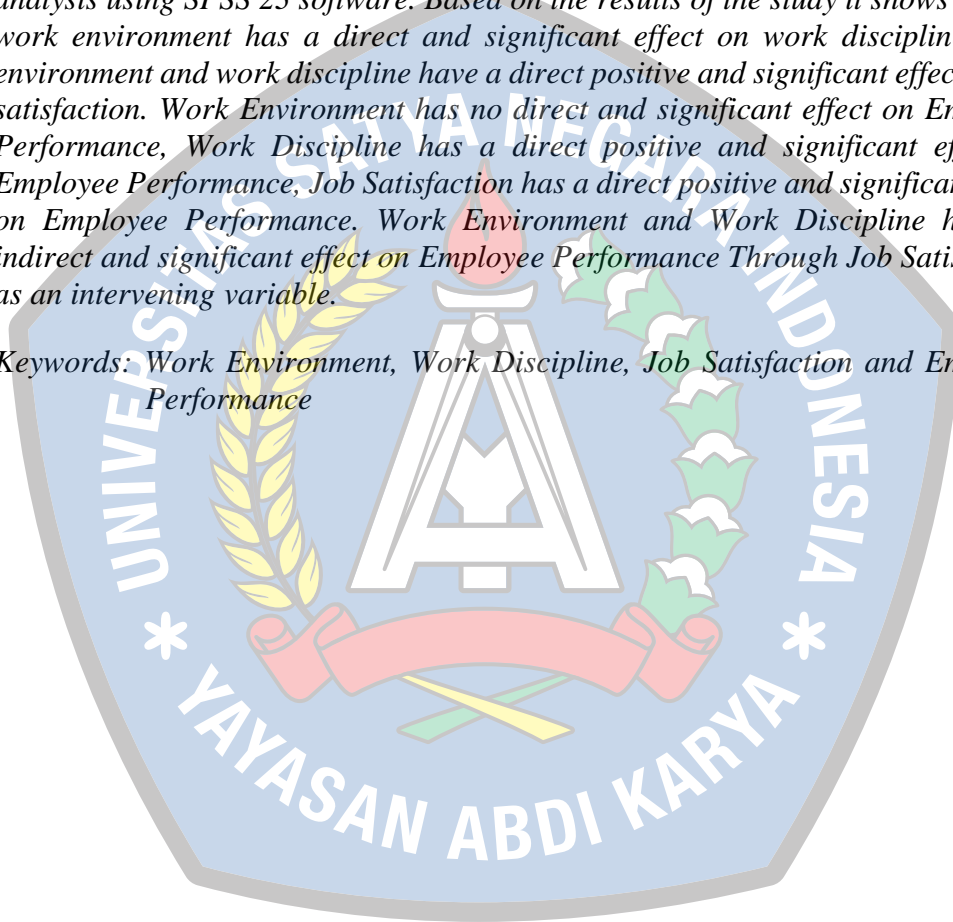 analysis using SPSS 25 software. Based on the results of the study it shows
work environment has a direct and significant effect on work disciplin
environment and work discipline have a direct positive and significant effec
satisfaction. Work Environment has no direct and significant effect on En
Performance, Work Discipline has a direct positive and significant ef
Employee Performance, Job Satisfaction has a direct positive and significan
on Employee Performance. Work Environment and Work Discipline h
indirect and significant effect on Employee Performance Through Job Satis
as an intervening variable.
Keywords: Work Environment, Work Discipline, Job Satisfaction and En
Performance
UNIVERSITAS SATYA NEGARA INDONESIA
* YAYASAN ABDI KARYA *